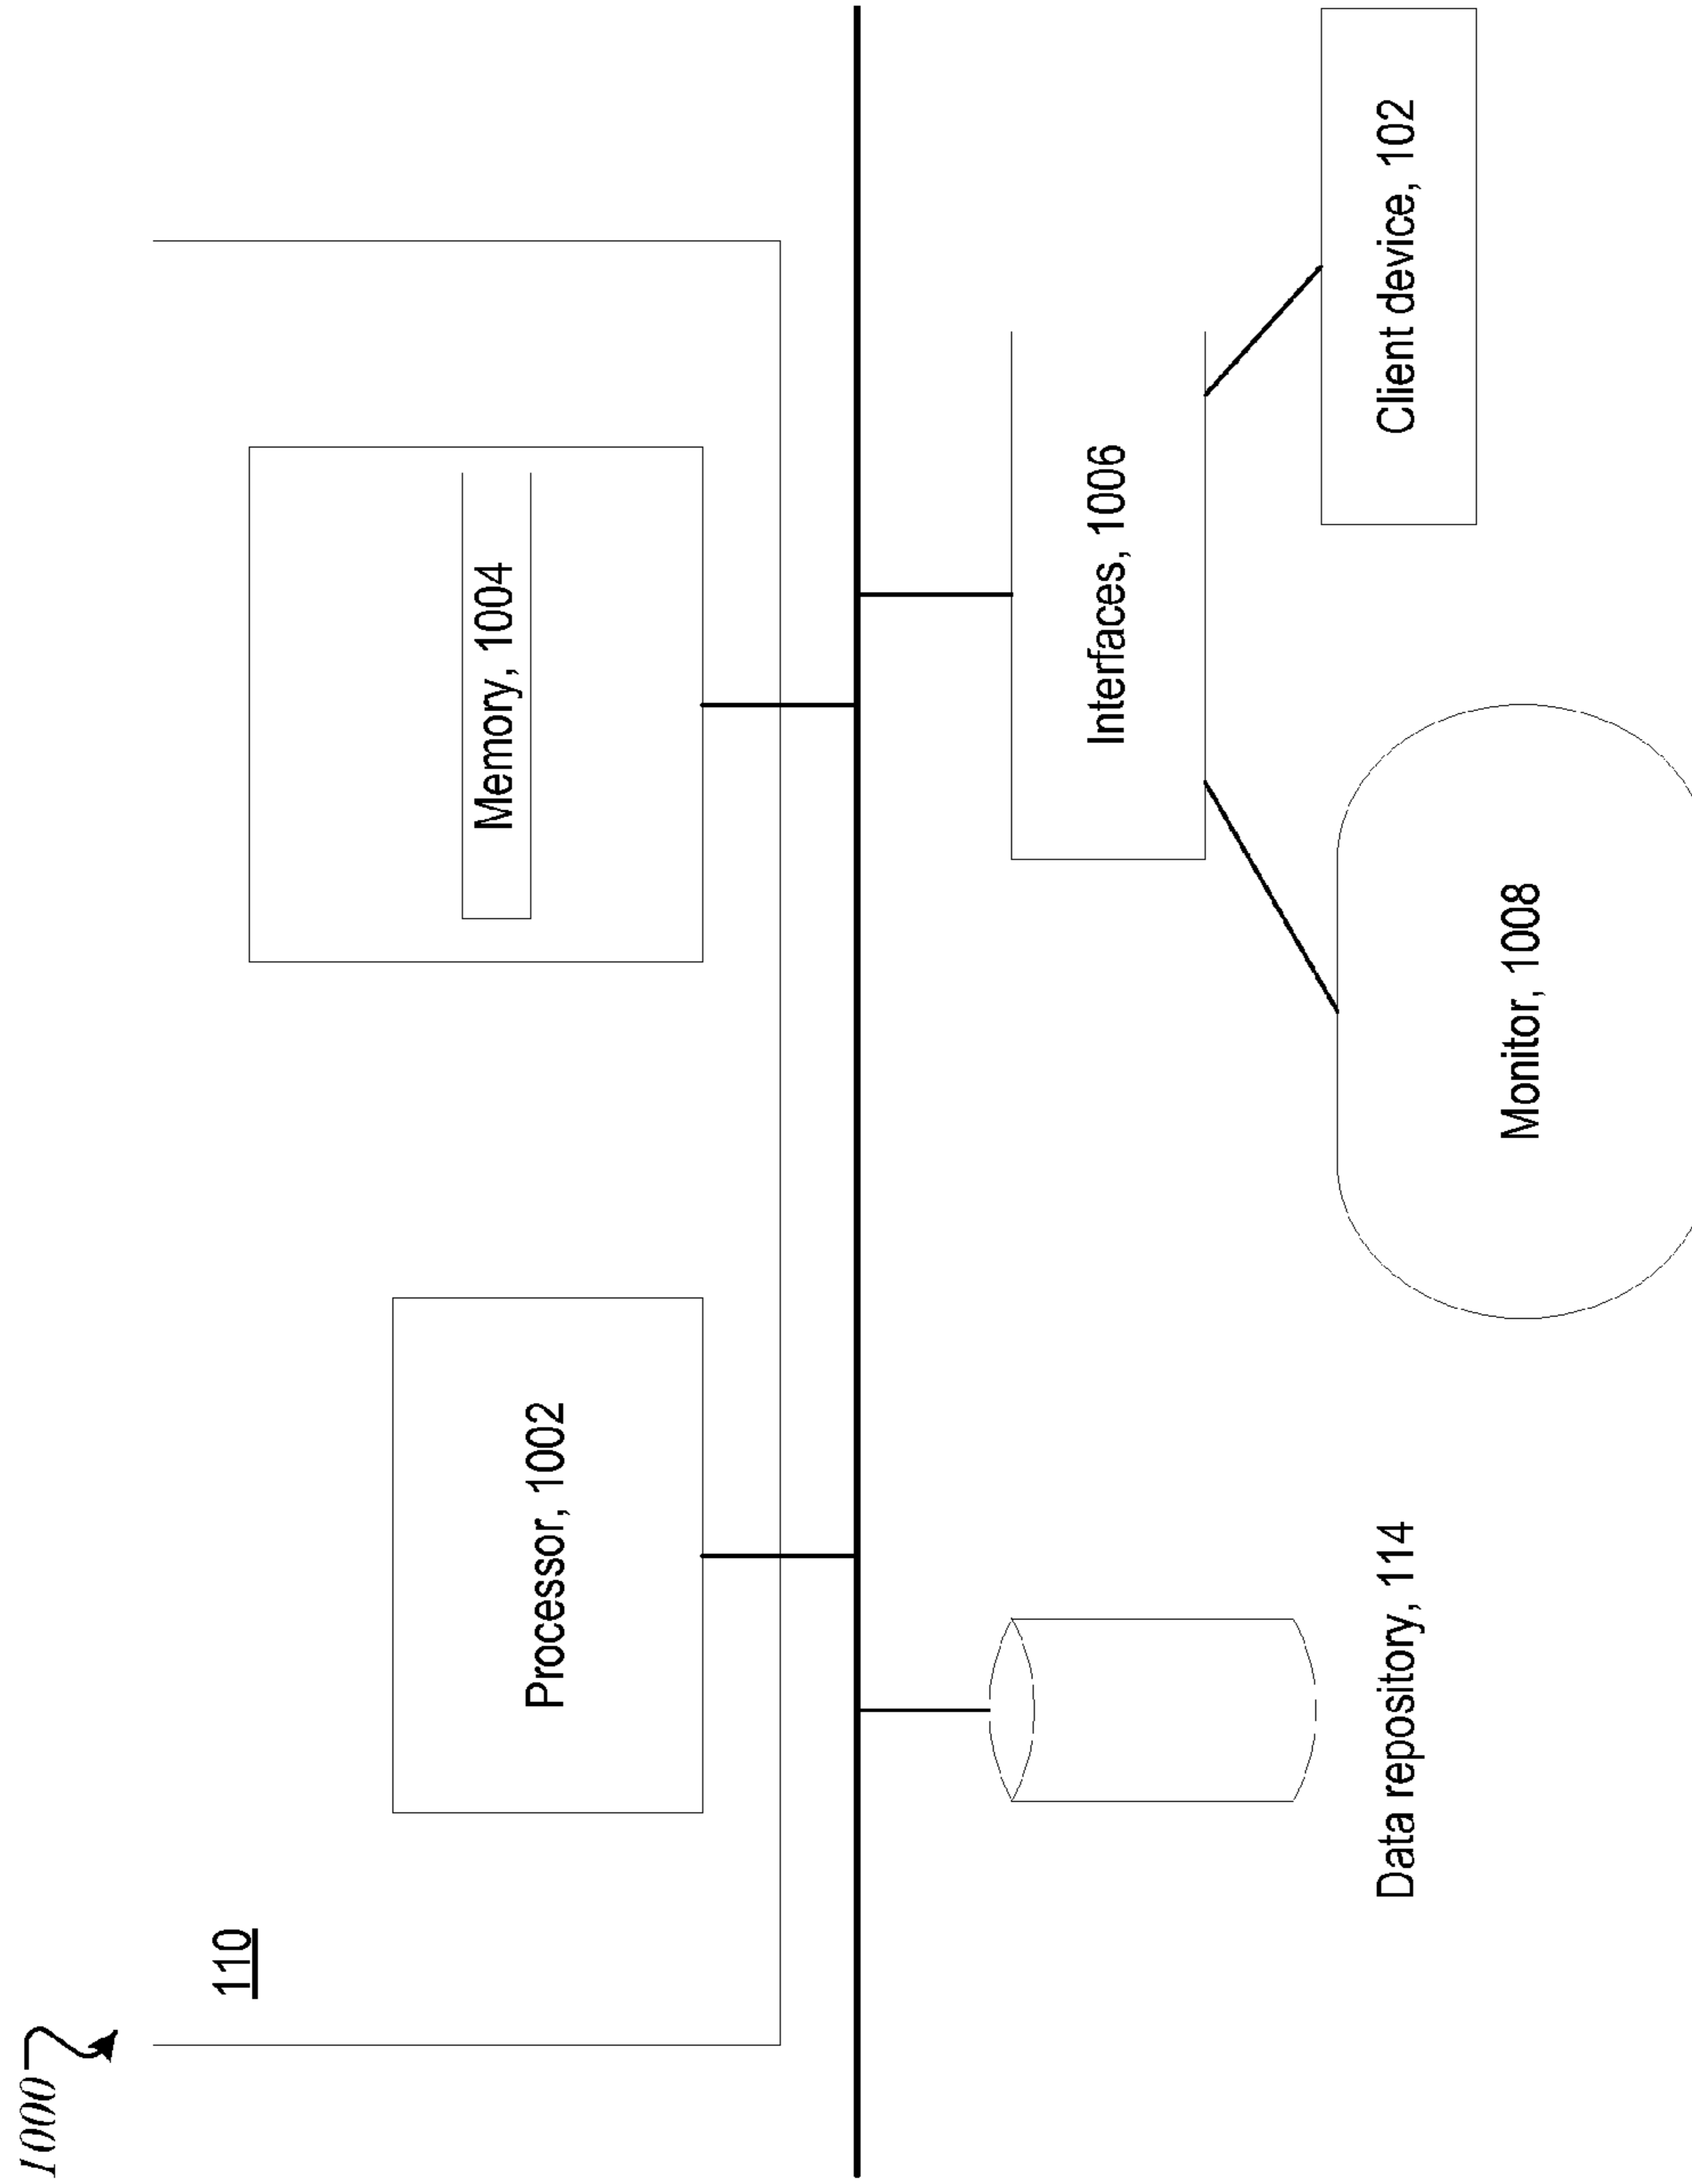 1000
110
Processor, 1002
Memory, 1004
Data repository, 114
Interfaces, 1006
Monitor, 1008
Client device, 102